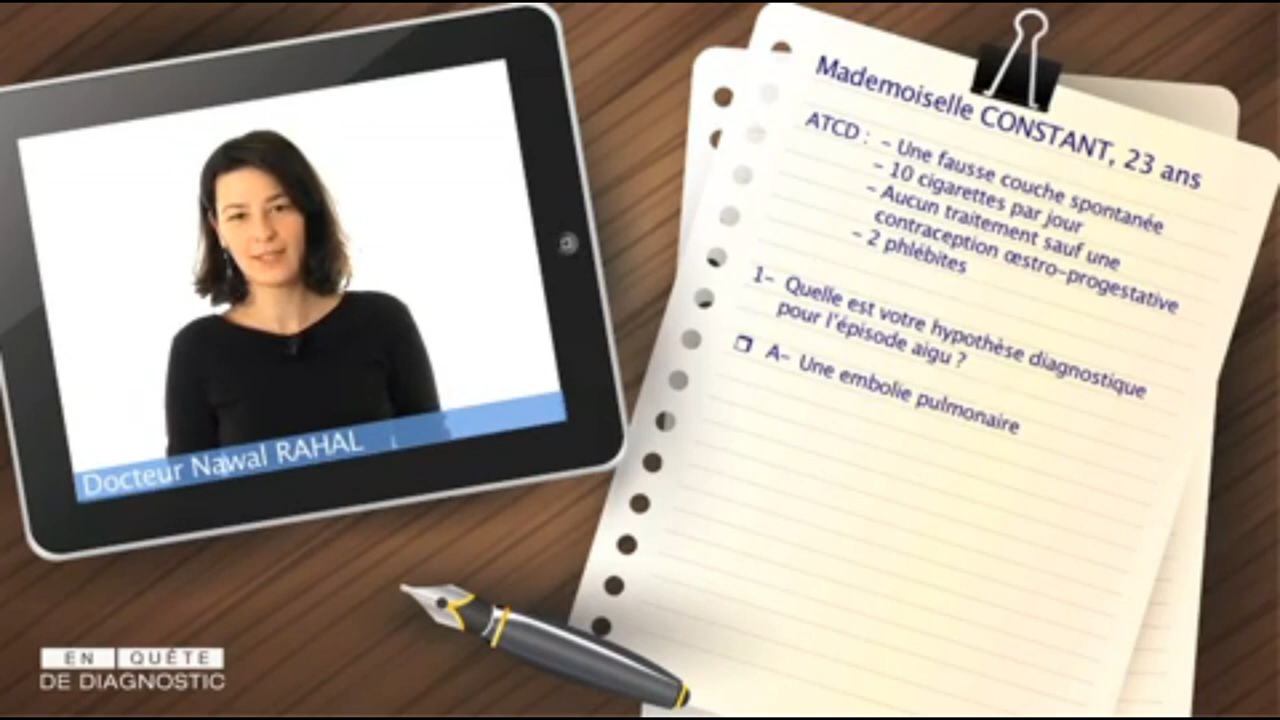 Docteur Nawal RAHAL
EN QUÊTE
DE DIAGNOSTIC
Mademoiselle CONSTANT, 23 ans
ATCD : - Une fausse couche spontanée
- 10 cigarettes par jour
- Aucun traitement sauf une
contraception œstro-progestative
- 2 phlébites
1- Quelle est votre hypothèse diagnostique
pour l'épisode aigu ?
A- Une embolie pulmonaire